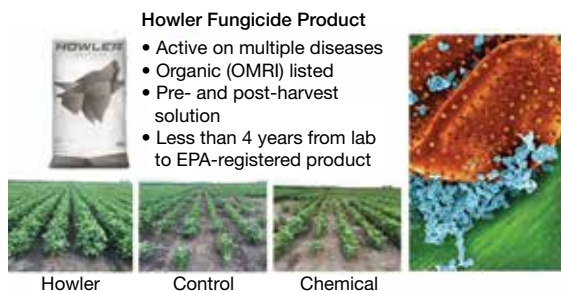 Howler Fungicide Product
HOWLER
• Active on multiple diseases
• Organic (OMRI) listed
• Pre- and post-harvest
solution
• Less than 4 years from lab
to EPA-registered product
Howler
Control
Chemical